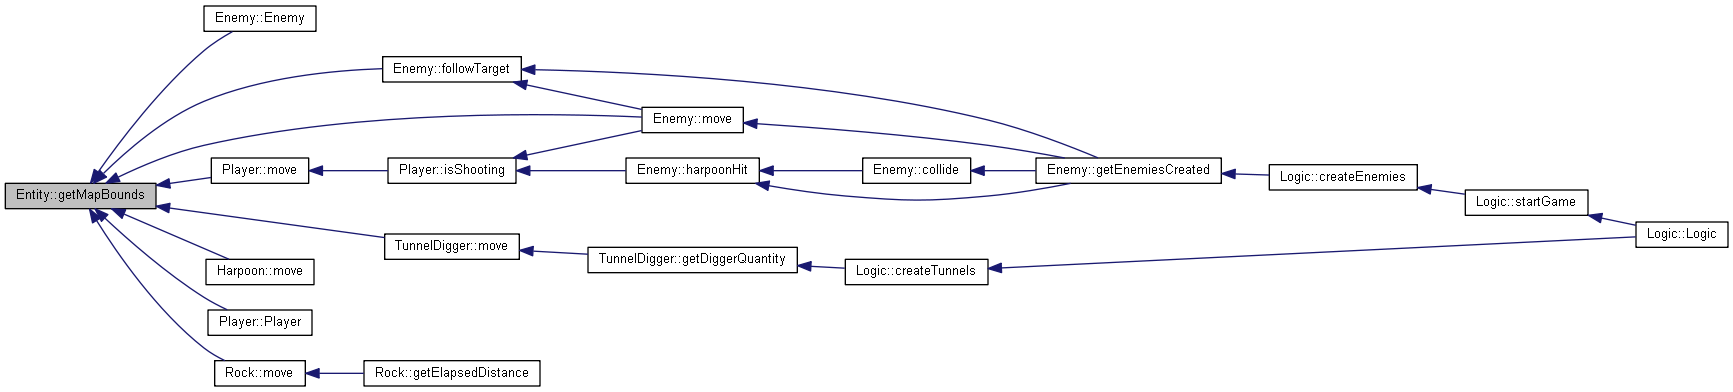 Enemy::Enemy
Enemy::followTarget
Enemy::move
Player::move
Player::isShooting
Enemy::harpoonHit
Enemy::collide
Enemy::getEnemiesCreated
Logic::createEnemies
Entity::getMapBounds
Logic::startGame
Logic::Logic
TunnelDigger::move
TunnelDigger::getDiggerQuantity
Harpoon::move
Logic::createTunnels
Player::Player
Rock::move
Rock::getElapsedDistance